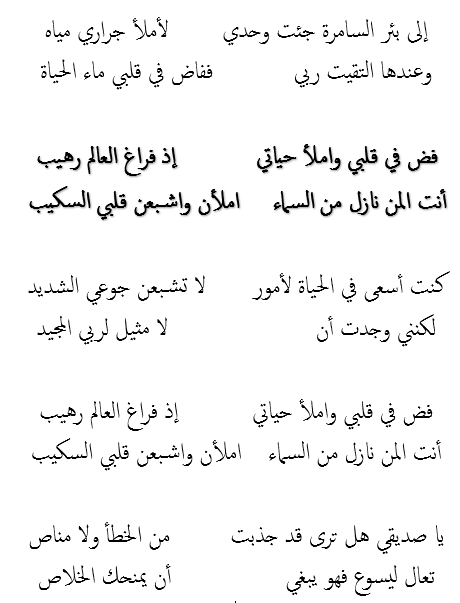 إلى بئر السامرة جئت وحدي لأملأ جراري مياه
وعندها التقيت ربي ففاض في قلبي ماء الحياة
فض في قلبي واملأ حياتي إذ فراغ العالم رهيب
أنت المن نازل من السماء املأن واشبعن قلبي السكيب
كنت أسعى في الحياة لأمور لا تشبعن جوعي الشديد
لكنني وجدت أن لا مثيل لربي المجيد
فض في قلبي واملأ حياتي إذ فراغ العالم رهيب
أنت المن نازل من السماء املأن واشبعن قلبي السكيب
يا صديقي هل ترى قد جذبت من الخطأ ولا مناص
تعال ليسوع فهو يبغي أن يمنحك الخلاص